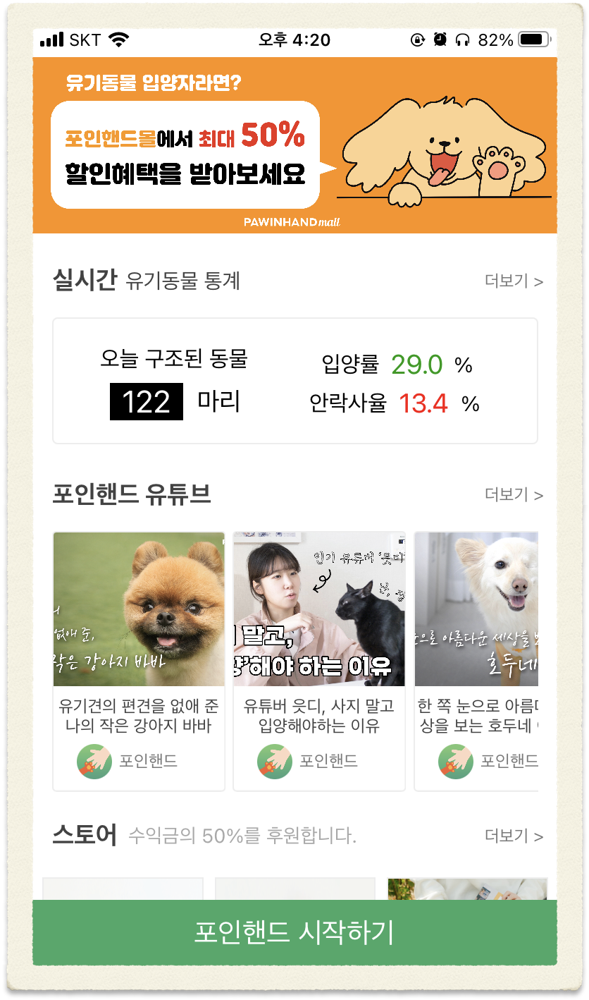 SKT 오후 4:20 82%
유기동물 입양자라면?
포인핸드몰에서 최대 50%
할인혜택을 받아보세요
PAWINHAND mall
실시간 유기동물 통계 더보기 >
오늘 구조된 동물
122 마리
입양률 29.0 %
안락사율 13.4 %
포인핸드 유튜브 더보기 >
없애 준,
작은 강아지 바바
인기 유튜버 '읏디'
말고,
해야 하는 이유
눈으로 아름다운 세상을
호두네
유기견의 편견을 없애 준
나의 작은 강아지 바바
포인핸드
유튜버 읏디, 사지 말고
입양해야하는 이유
포인핸드
한 쪽 눈으로 아름
상을 보는 호두네
포인핸드
스토어 수익금의 50%를 후원합니다. 더보기 >
포인핸드 시작하기